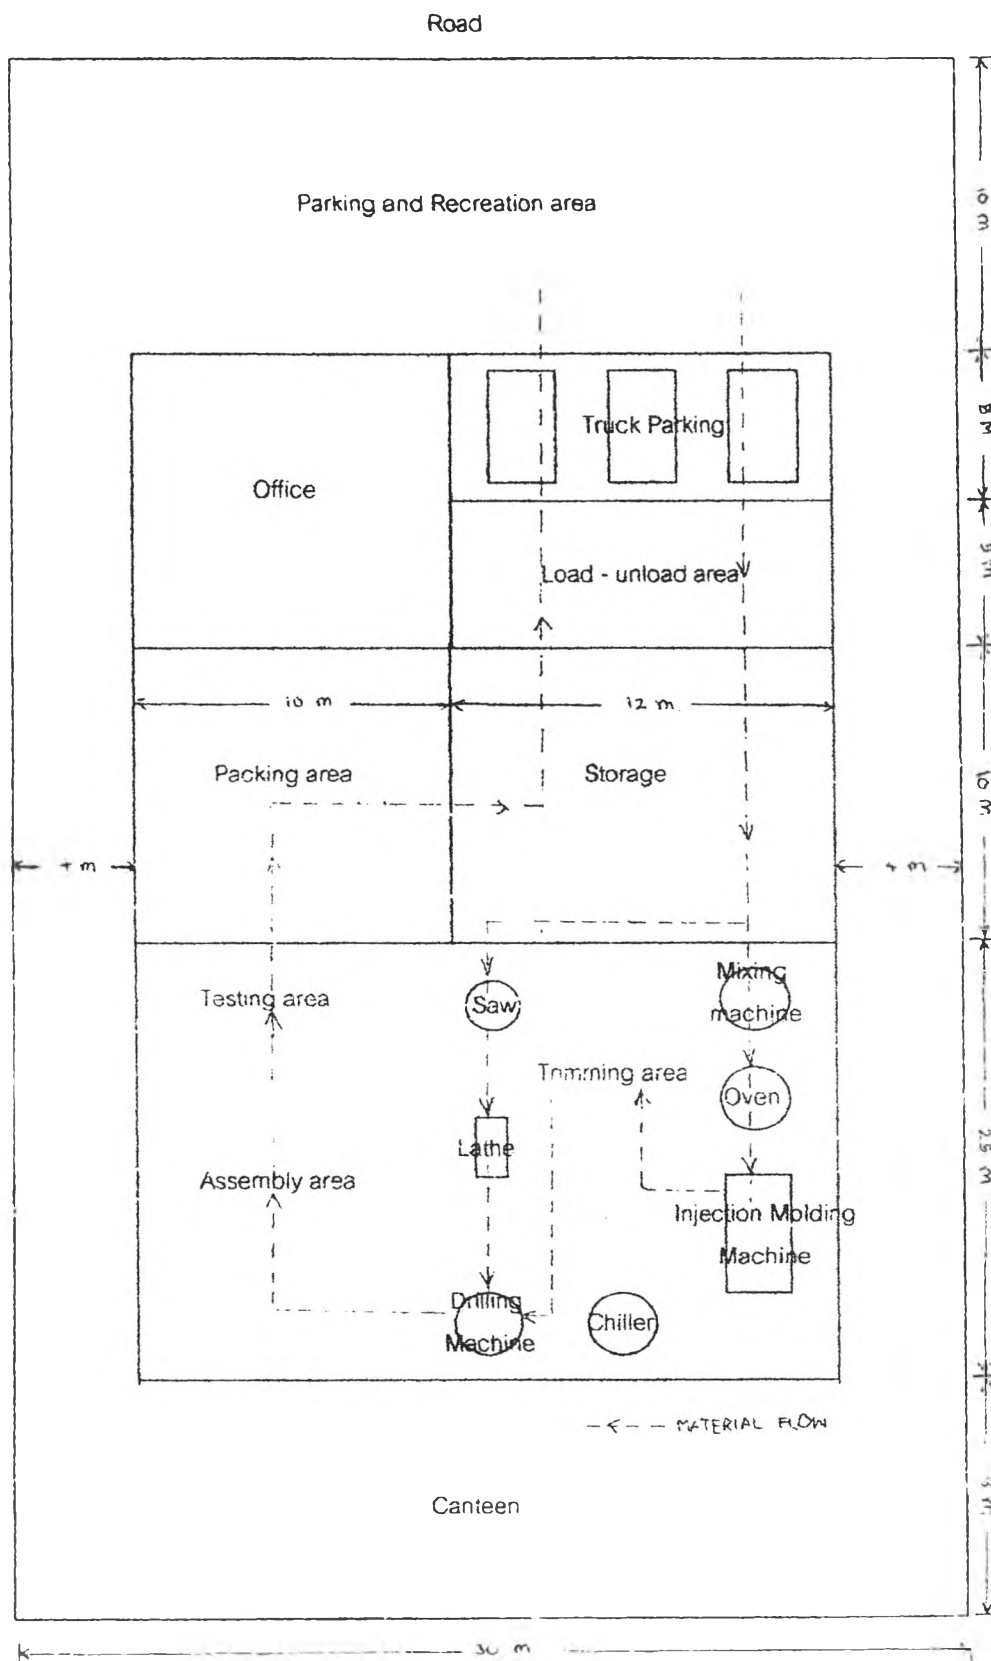 Road
10 m
Parking and Recreation area
Truck Parking
Office
Load - unload area
10 m
12 m.
Packing area
Storage
10 m
4 m
4 m
Mixing
machine
Testing area
Saw
Trimming area
Oven
Lathe
25 m
Assembly area
Injection Molding
Machine
Drilling
Machine
Chiller
MATERIAL FLOW
Canteen
30 m